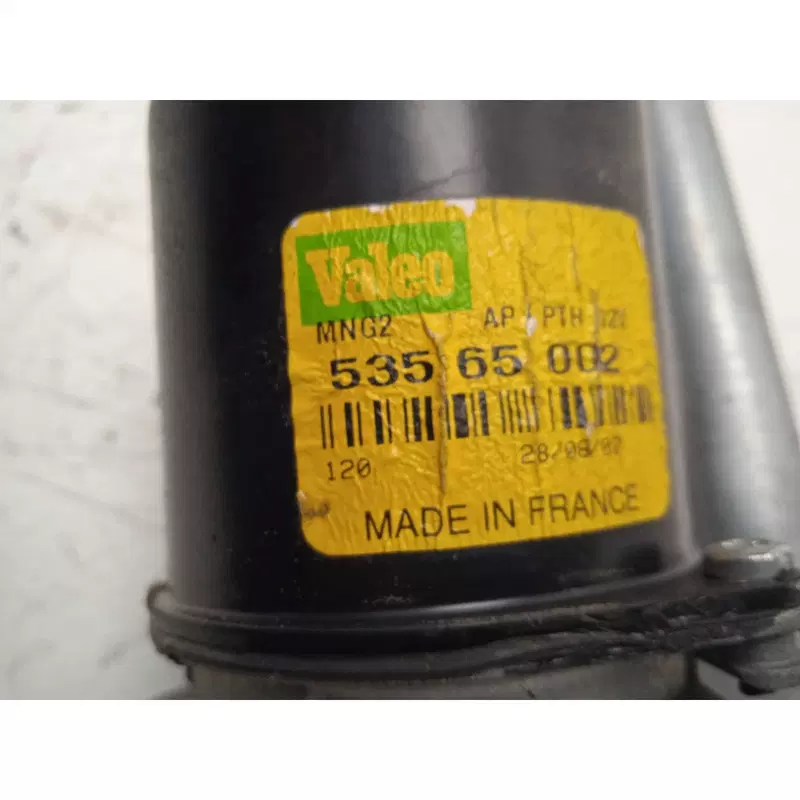 Valeo
MNG2 AP PTH
535 65 002
120 28/08/02
MADE IN FRANCE